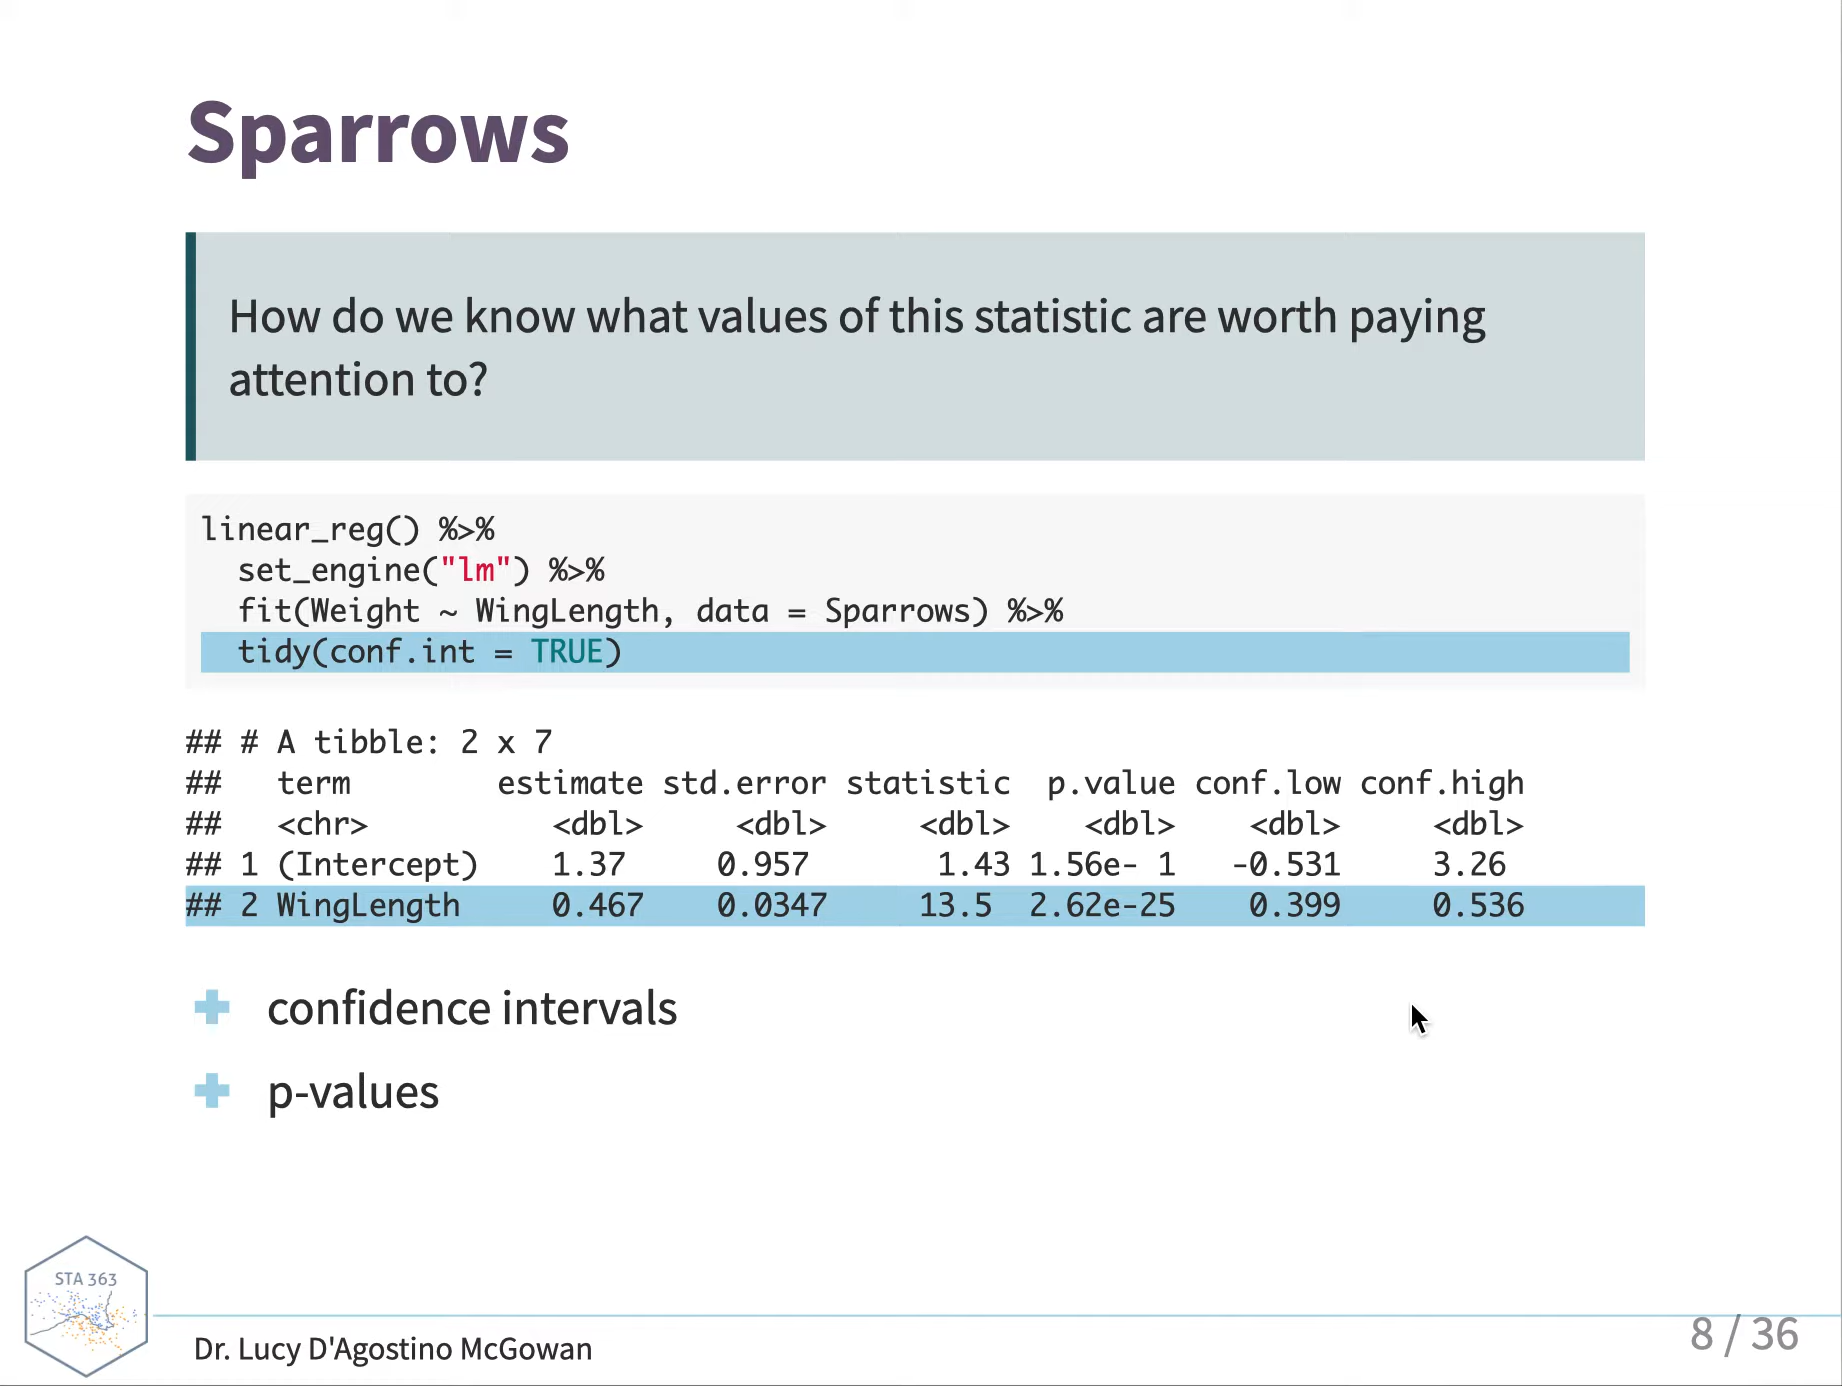 Sparrows
How do we know what values of this statistic are worth paying
attention to?
linear_reg() %>%
  set_engine("lm") %>%
  fit(Weight ~ WingLength, data = Sparrows) %>%
  tidy(conf.int = TRUE)
## # A tibble: 2 x 7
##   term        estimate std.error statistic  p.value conf.low conf.high
##   <chr>          <dbl>     <dbl>     <dbl>    <dbl>    <dbl>     <dbl>
## 1 (Intercept)    1.37     0.957       1.43 1.56e- 1   -0.531     3.26
## 2 WingLength     0.467    0.0347     13.5  2.62e-25    0.399     0.536
confidence intervals
p-values
STA 363
Dr. Lucy D'Agostino McGowan
8 / 36